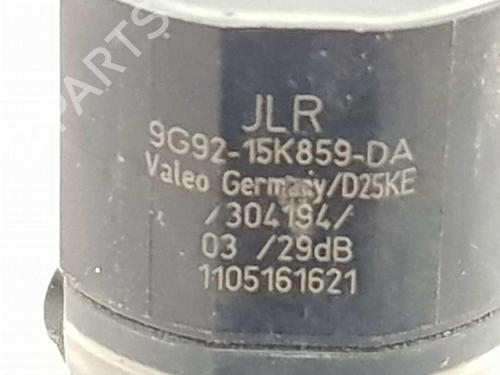 JLR
9G92-15K859-DA
Valeo Germany/D25KE
/304194/
03 /29dB
1105161621